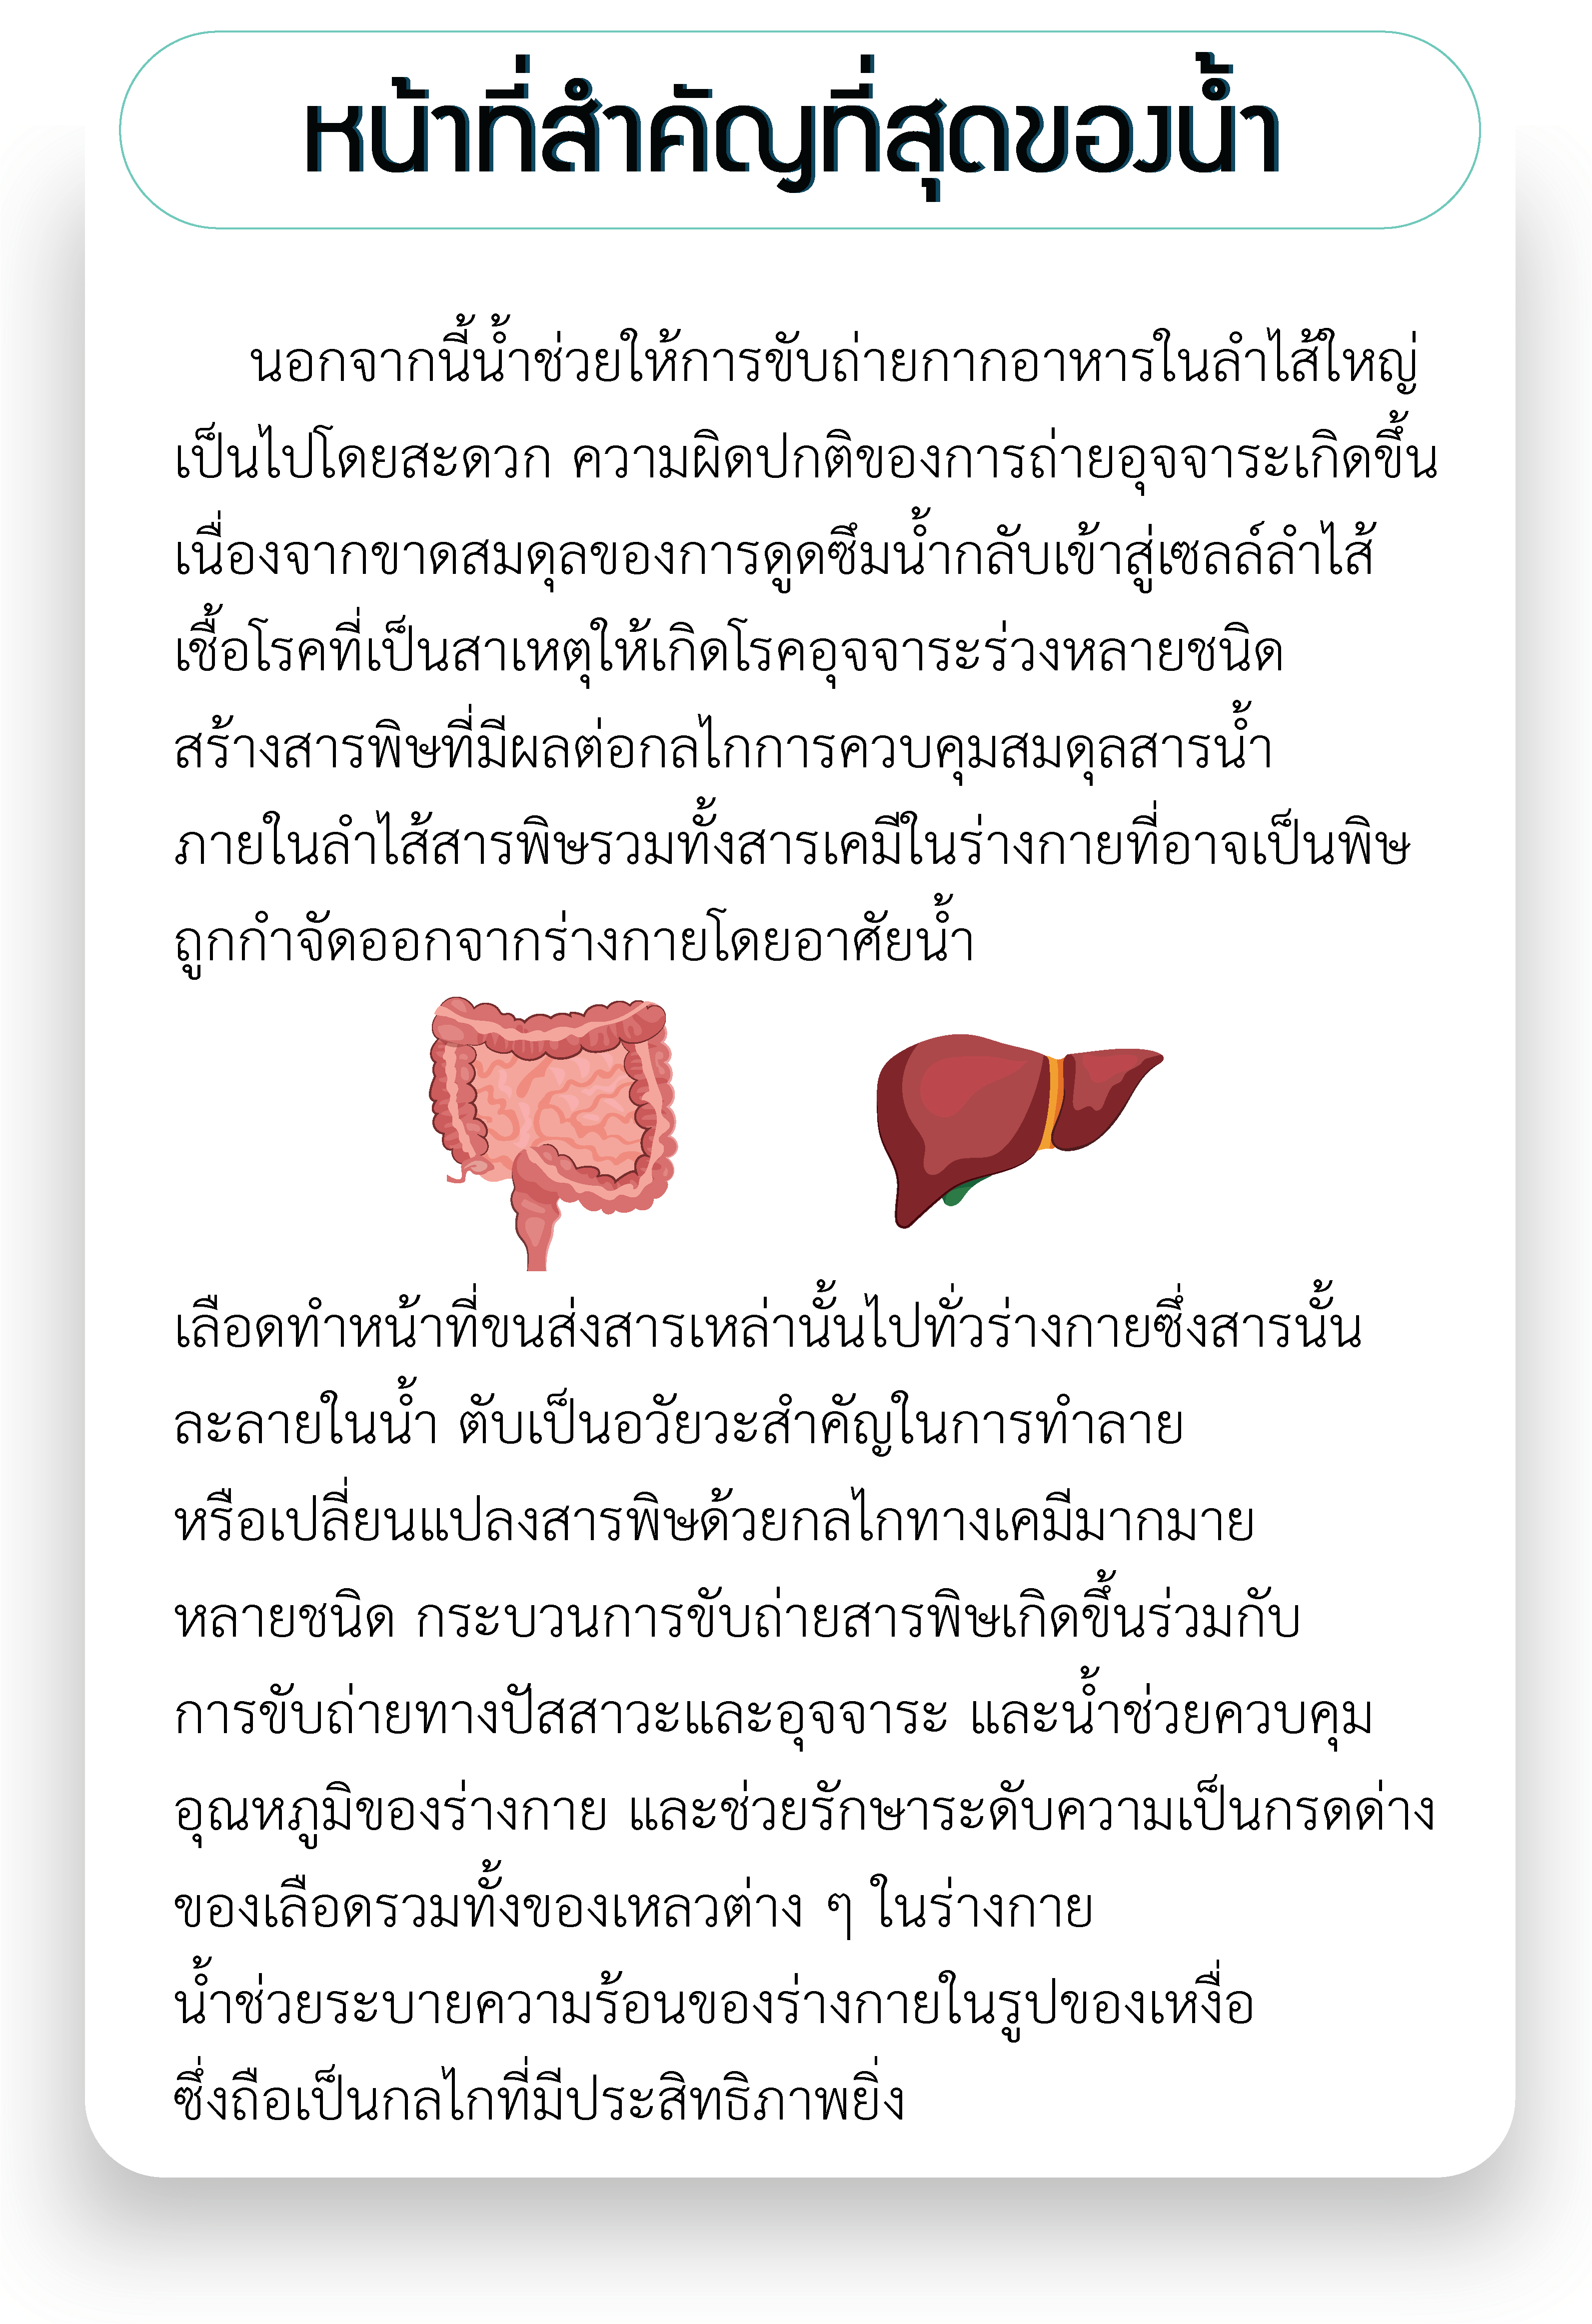 หน้าที่สำคัญที่สุดของน้ำ
นอกจากนี้น้ำช่วยให้การขับถ่ายกากอาหารในลำไส้ใหญ่
เป็นไปโดยสะดวก ความผิดปกติของการถ่ายอุจจาระเกิดขึ้น
เนื่องจากขาดสมดุลของการดูดซึมน้ำกลับเข้าสู่เซลล์ลำไส้
เชื้อโรคที่เป็นสาเหตุให้เกิดโรคอุจจาระร่วงหลายชนิด
สร้างสารพิษที่มีผลต่อกลไกการควบคุมสมดุลสารน้ำ
ภายในลำไส้สารพิษรวมทั้งสารเคมีในร่างกายที่อาจเป็นพิษ
ถูกกำจัดออกจากร่างกายโดยอาศัยน้ำ
เลือดทำหน้าที่ขนส่งสารเหล่านั้นไปทั่วร่างกายซึ่งสารนั้น
ละลายในน้ำ ตับเป็นอวัยวะสำคัญในการทำลาย
หรือเปลี่ยนแปลงสารพิษด้วยกลไกทางเคมีมากมาย
หลายชนิด กระบวนการขับถ่ายสารพิษเกิดขึ้นร่วมกับ
การขับถ่ายทางปัสสาวะและอุจจาระ และน้ำช่วยควบคุม
อุณหภูมิของร่างกาย และช่วยรักษาระดับความเป็นกรดด่าง
ของเลือดรวมทั้งของเหลวต่าง ๆ ในร่างกาย
น้ำช่วยระบายความร้อนของร่างกายในรูปของเหงื่อ
ซึ่งถือเป็นกลไกที่มีประสิทธิภาพยิ่ง